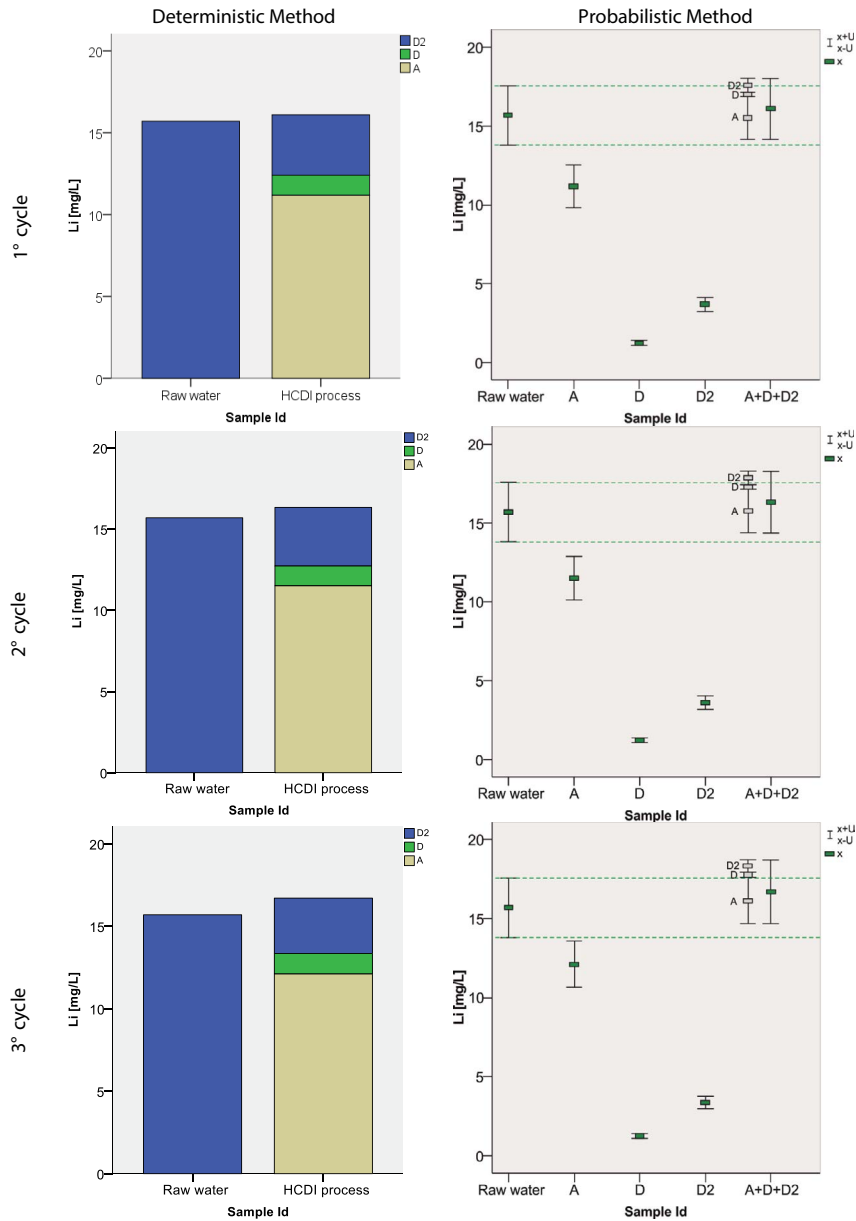 Deterministic Method
Probabilistic Method
1° cycle
Li [mg/L]
20
15
10
5
0
D2
D
A
Raw water
HCDI process
Sample Id
Li [mg/L]
20
15
10
5
0
D2
D
A
x+U
x-U
x
Raw water
A
D
D2
A+D+D2
Sample Id
2° cycle
Li [mg/L]
20
15
10
5
0
D2
D
A
Raw water
HCDI process
Sample Id
Li [mg/L]
20
15
10
5
0
D2
D
A
x+U
x-U
x
Raw water
A
D
D2
A+D+D2
Sample Id
3° cycle
Li [mg/L]
20
15
10
5
0
D2
D
A
Raw water
HCDI process
Sample Id
Li [mg/L]
20
15
10
5
0
D2
D
A
x+U
x-U
x
Raw water
A
D
D2
A+D+D2
Sample Id